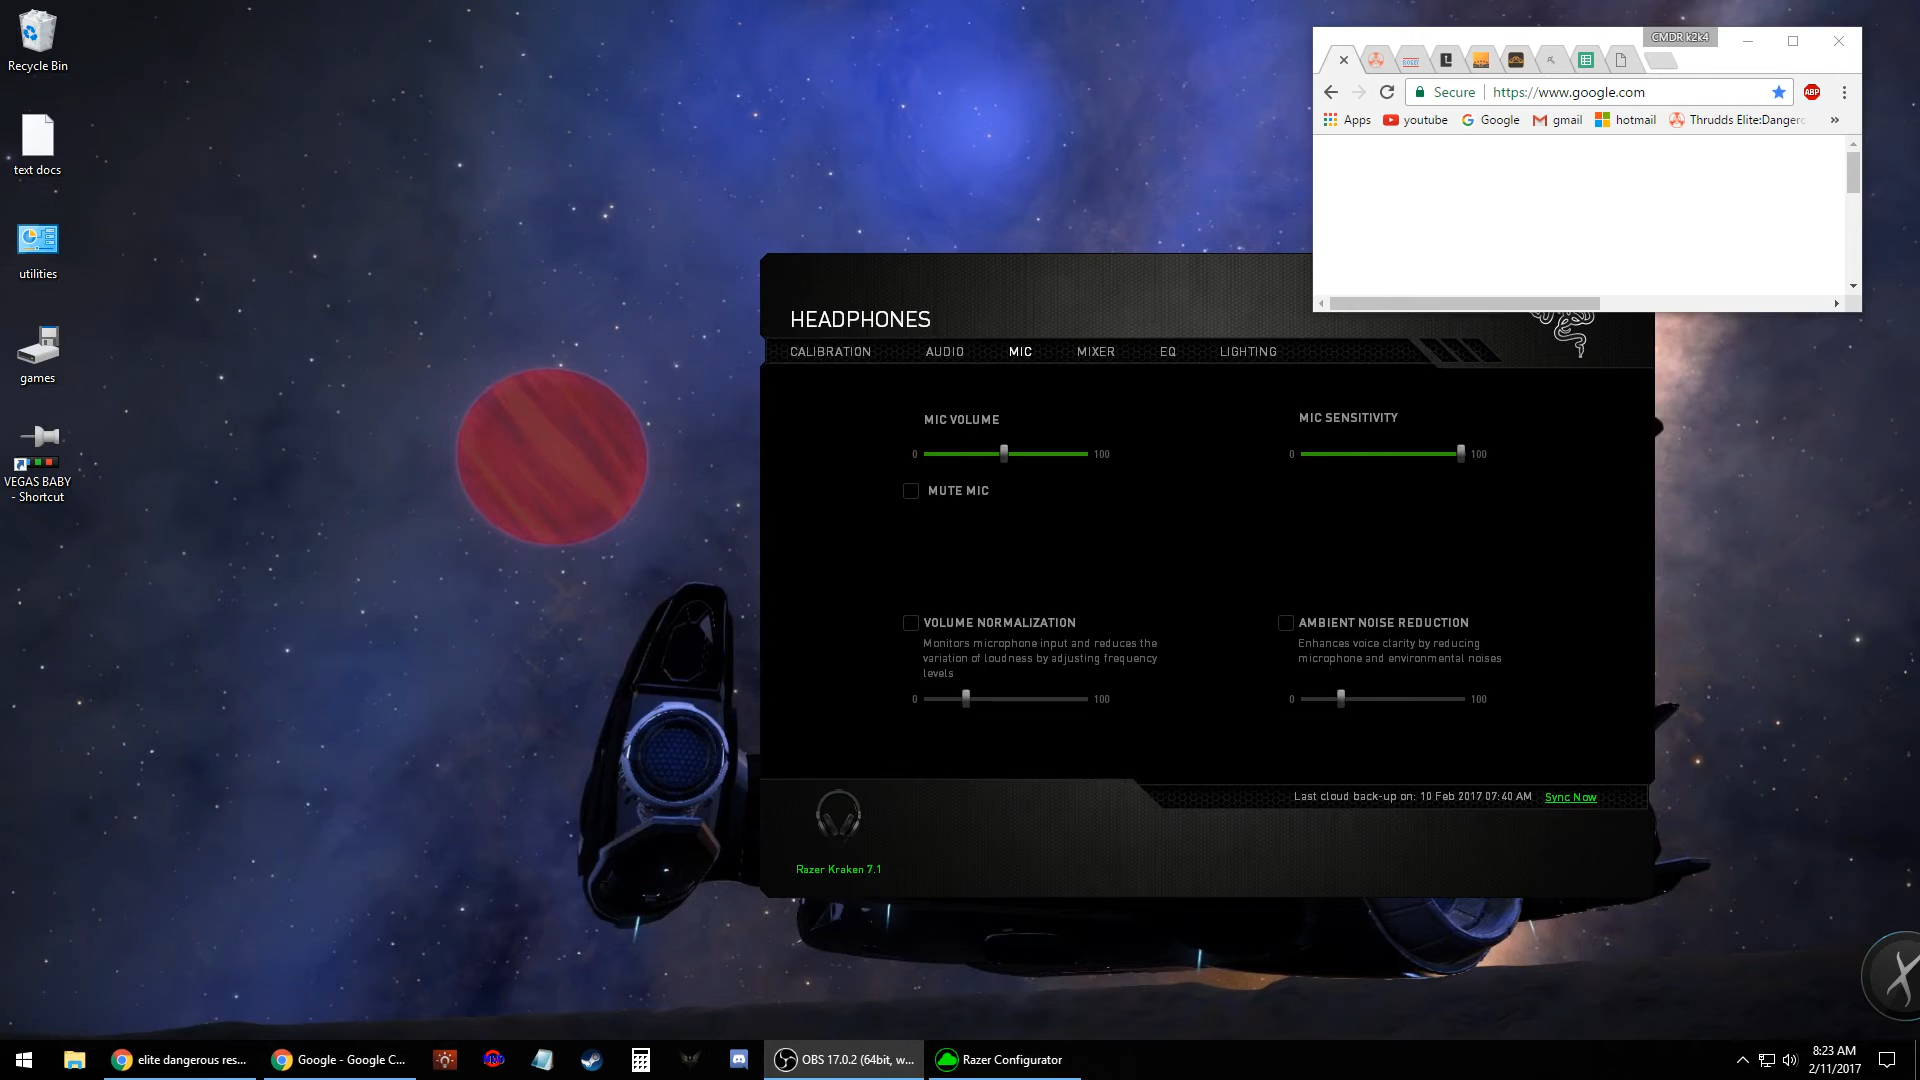 Recycle Bin
text docs
utilities
games
VEGAS BABY
- Shortcut
CMDR k2k4
Secure
https://www.google.com
ABP
Apps
youtube
Google
gmail
hotmail
Thrudds Elite:Danger
»
HEADPHONES
CALIBRATION
AUDIO
MIC
MIXER
EQ
LIGHTING
MIC VOLUME
0
100
MUTE MIC
MIC SENSITIVITY
0
100
VOLUME NORMALIZATION
Monitors microphone input and reduces the
variation of loudness by adjusting frequency
levels
0
100
AMBIENT NOISE REDUCTION
Enhances voice clarity by reducing
microphone and environmental noises
0
100
Last cloud back-up on: 10 Feb 2017 07:40 AM
Sync Now
Razer Kraken 7.1
elite dangerous res...
Google - Google C...
OBS 17.0.2 (64bit, w...
Razer Configurator
8:23 AM
2/11/2017